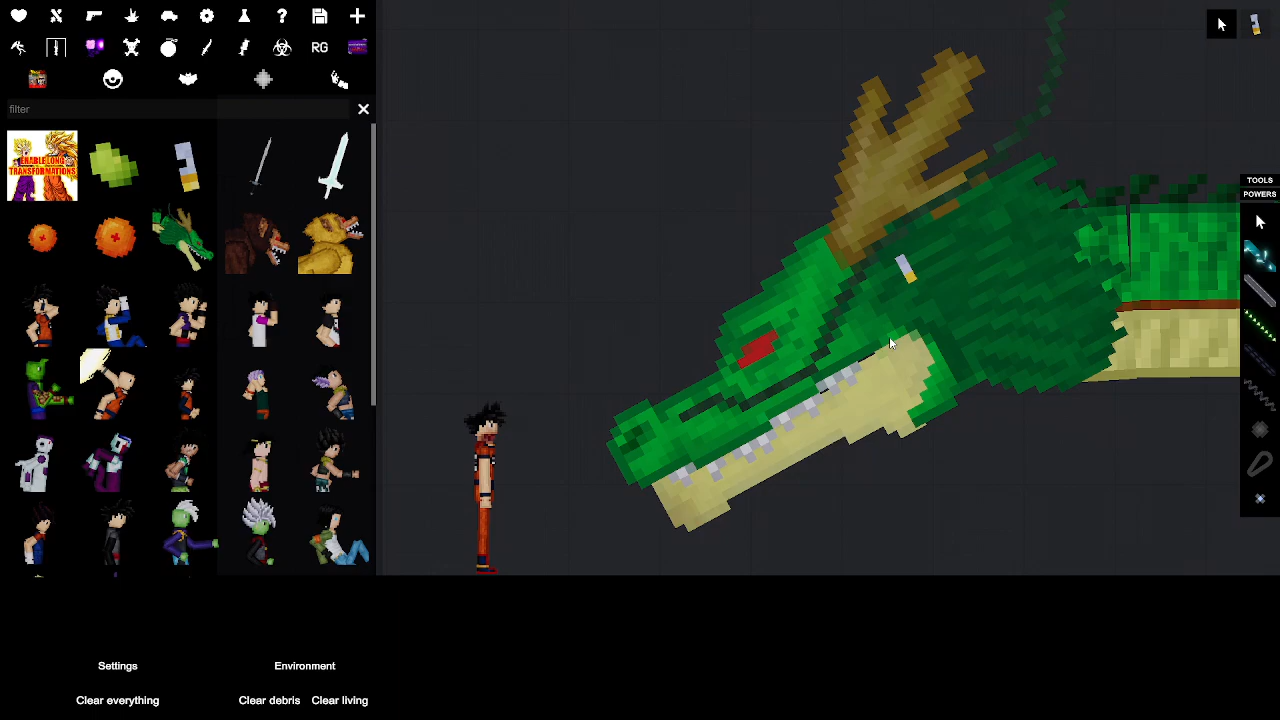 RG
filter
ENABLE LONG
TRANSFORMATIONS
TOOLS
POWERS
Settings
Environment
Clear everything
Clear debris
Clear living